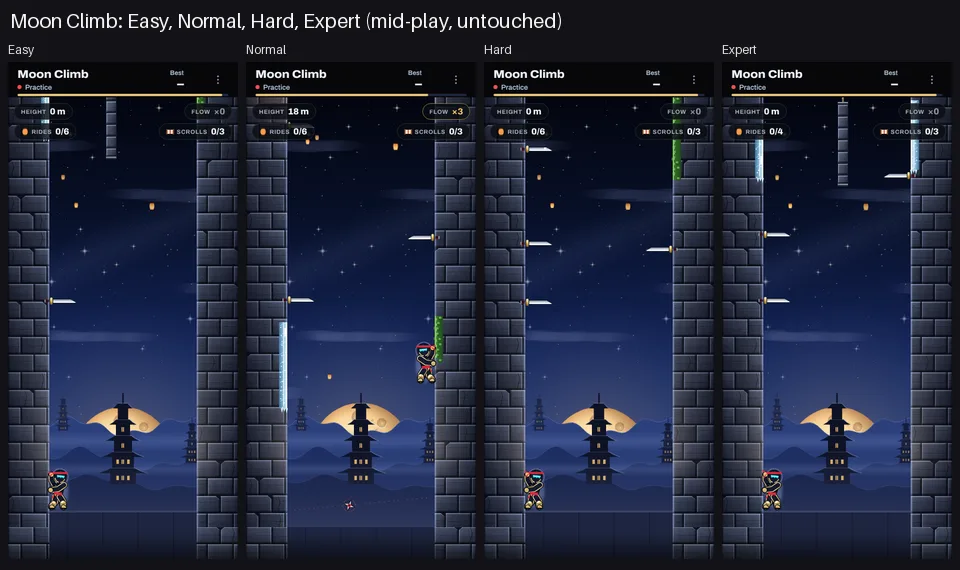 Moon Climb: Easy, Normal, Hard, Expert (mid-play, untouched)
Easy
Moon Climb
Practice
Best
–
HEIGHT 0 m
FLOW ×0
RIDES 0/6
SCROLLS 0/3
Normal
Moon Climb
Practice
Best
–
HEIGHT 18 m
FLOW ×3
RIDES 0/6
SCROLLS 0/3
Hard
Moon Climb
Practice
Best
–
HEIGHT 0 m
FLOW ×0
RIDES 0/6
SCROLLS 0/3
Expert
Moon Climb
Practice
Best
–
HEIGHT 0 m
FLOW ×0
RIDES 0/4
SCROLLS 0/3